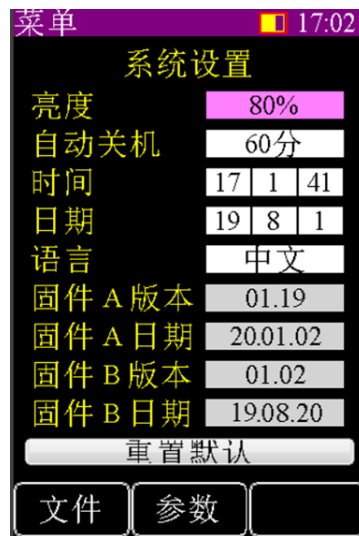 菜单 17:02
系统设置
亮度 80%
自动关机 60分
时间 17 1 41
日期 19 8 1
语言 中文
固件 A 版本 01.19
固件 A 日期 20.01.02
固件 B 版本 01.02
固件 B 日期 19.08.20
重置默认
文件 参数